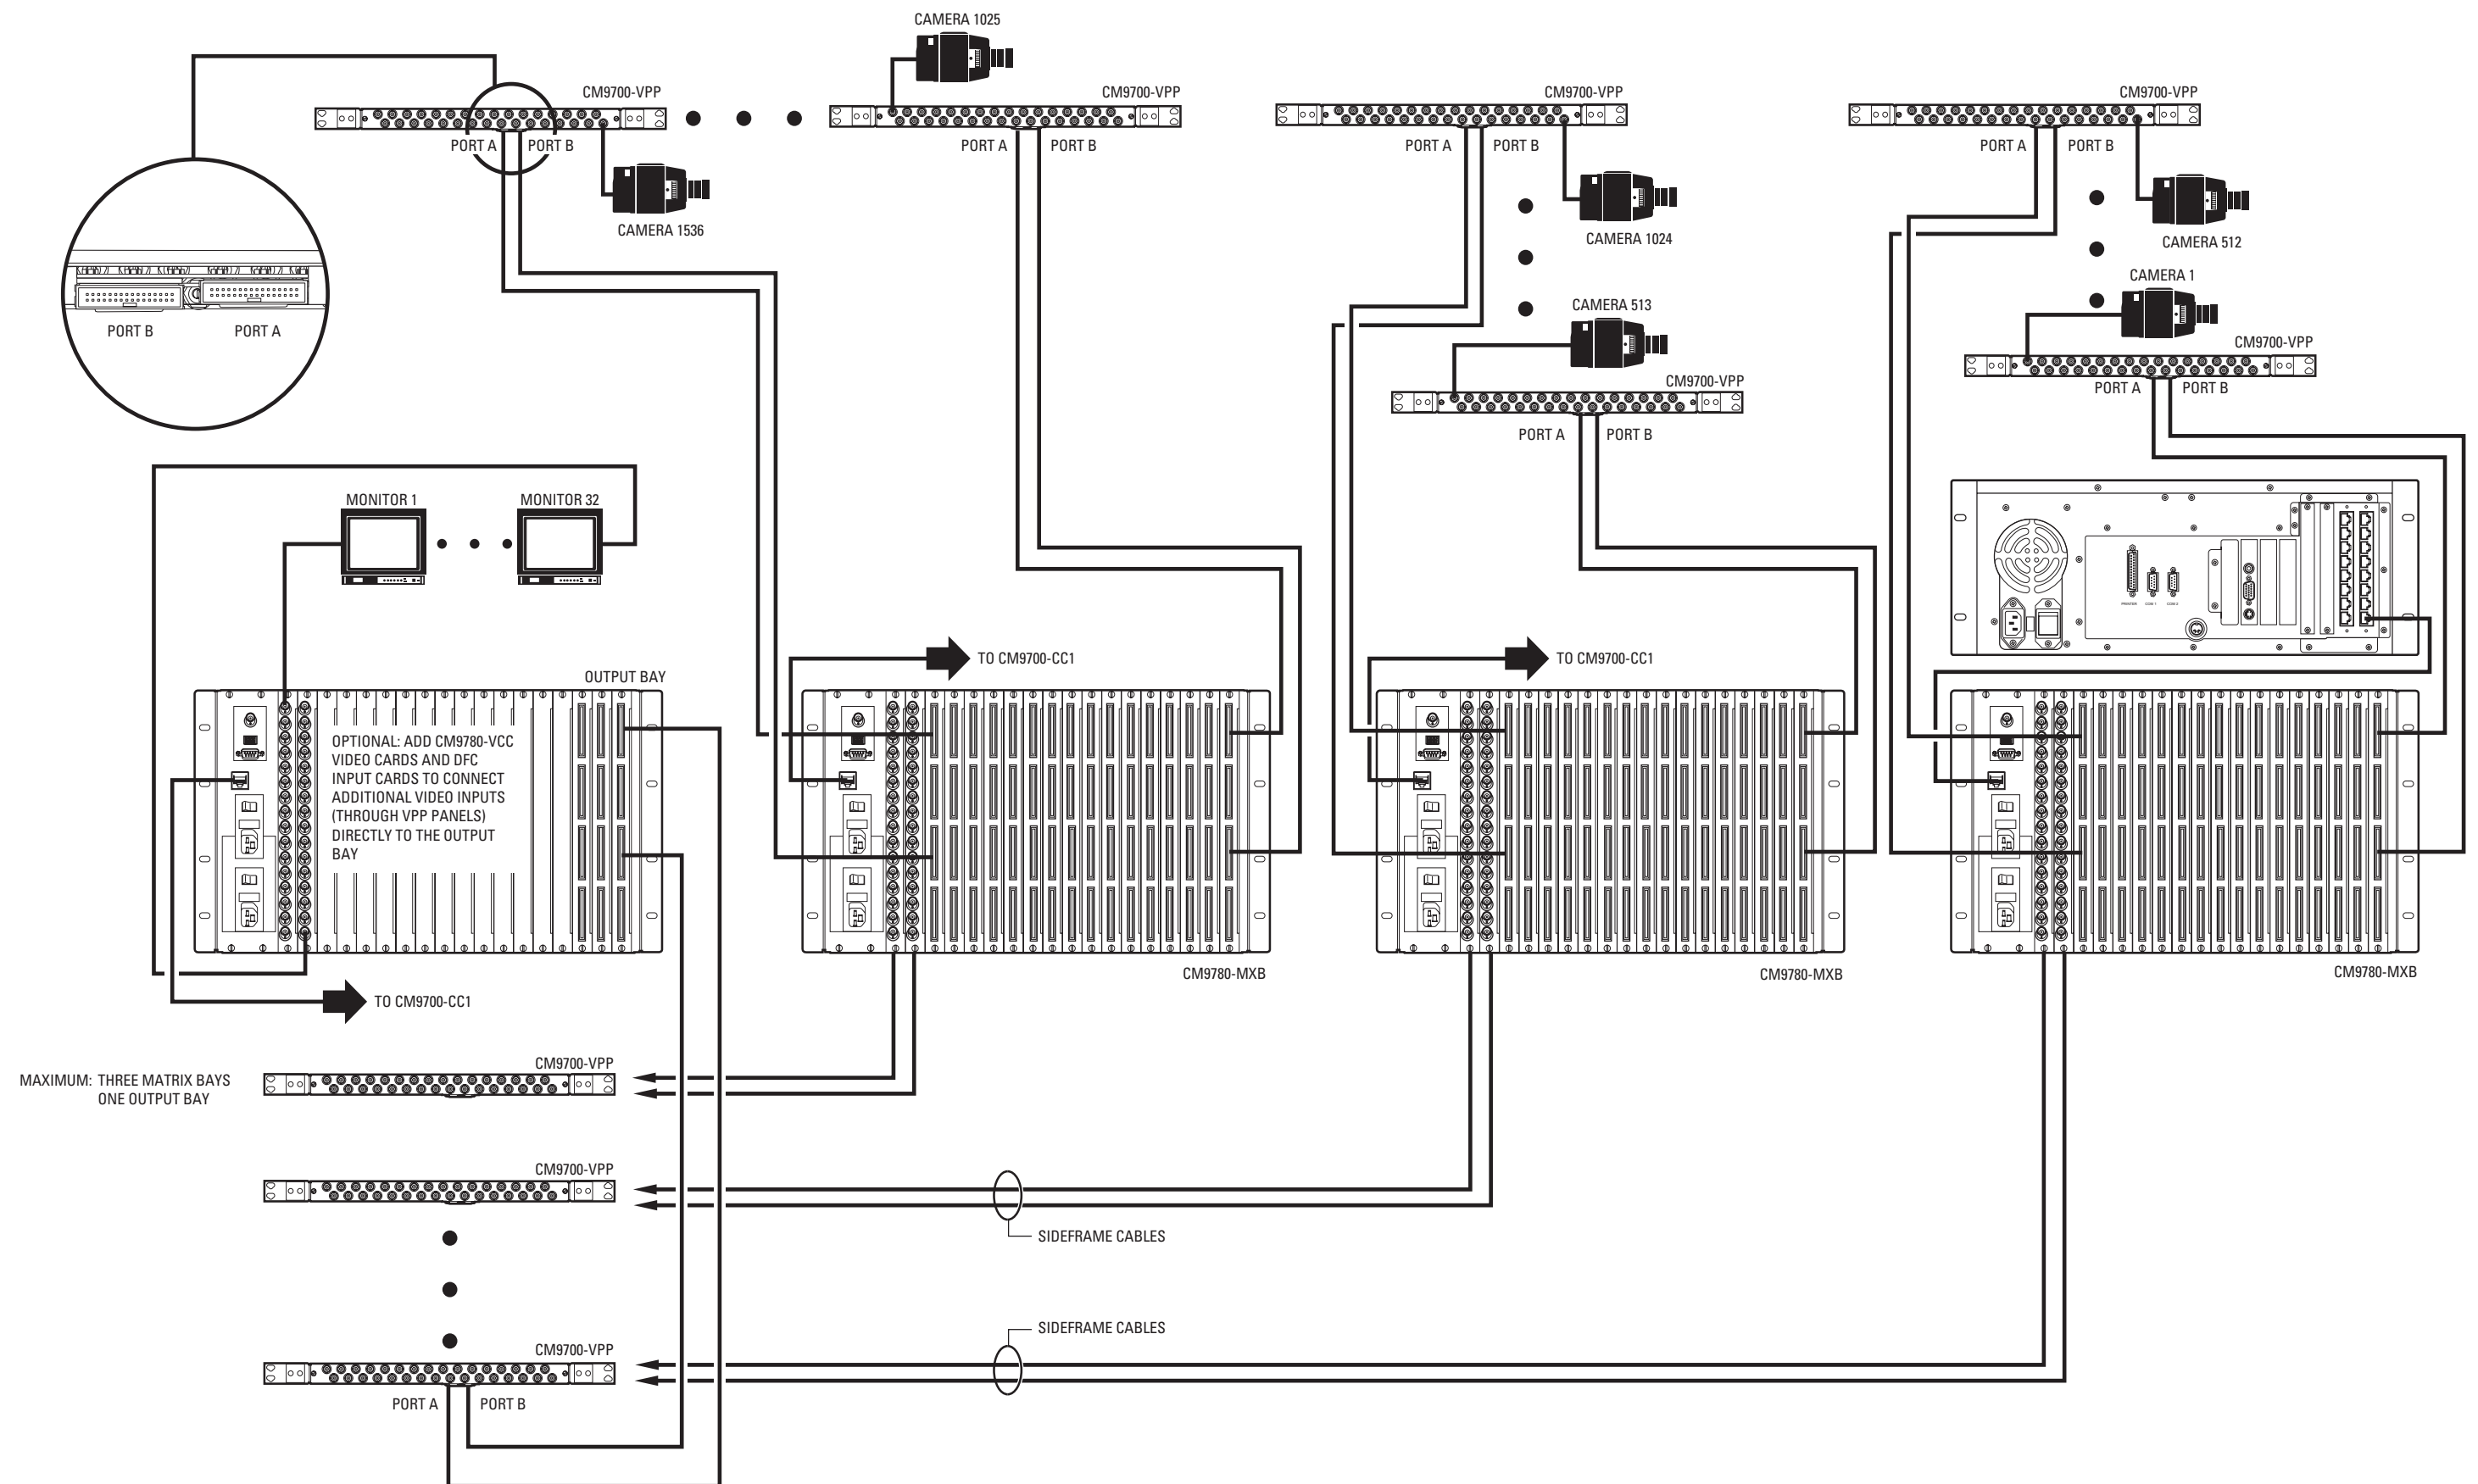 CAMERA 1025
CM9700-VPP
CM9700-VPP
CM9700-VPP
CM9700-VPP
PORT A
PORT B
PORT A
PORT B
PORT A
PORT B
PORT A
PORT B
CAMERA 1536
CAMERA 1024
CAMERA 512
CAMERA 1
CAMERA 513
PORT B
PORT A
CM9700-VPP
CM9700-VPP
PORT A
PORT B
PORT A
PORT B
MONITOR 1
MONITOR 32
PRINTER
COM 1
COM 2
TO CM9700-CC1
TO CM9700-CC1
OUTPUT BAY
OPTIONAL: ADD CM9780-VCC
VIDEO CARDS AND DFC
INPUT CARDS TO CONNECT
ADDITIONAL VIDEO INPUTS
(THROUGH VPP PANELS)
DIRECTLY TO THE OUTPUT
BAY
CM9780-MXB
CM9780-MXB
CM9780-MXB
TO CM9700-CC1
CM9700-VPP
MAXIMUM: THREE MATRIX BAYS
ONE OUTPUT BAY
CM9700-VPP
SIDEFRAME CABLES
SIDEFRAME CABLES
CM9700-VPP
PORT A
PORT B